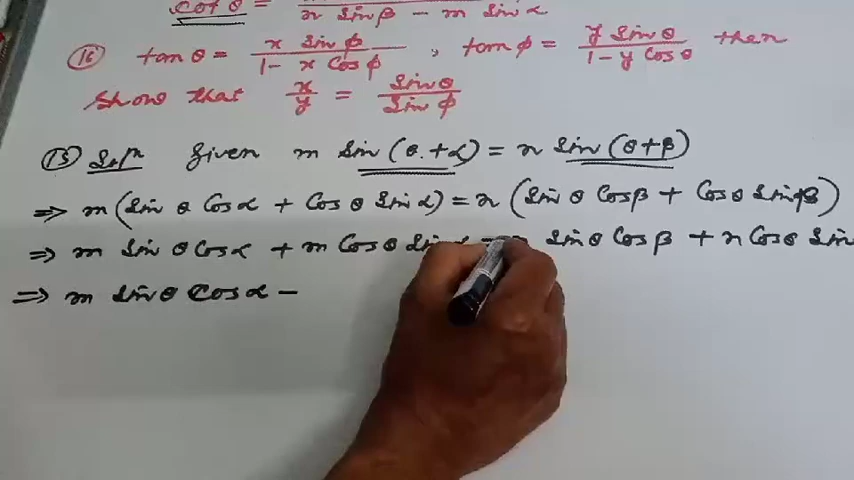 cot θ = / n sin β - m sin α
(16) tan θ = x sin φ / 1 - x cos φ , tan φ = y sin θ / 1 - y cos θ then
show that x / y = sin θ / sin φ
(15) Solⁿ given m sin (θ + α) = n sin (θ + β)
⇒ m (sin θ cos α + cos θ sin α) = n (sin θ cos β + cos θ sin β)
⇒ m sin θ cos α + m cos θ sin = sin θ cos β + n cos θ sin
⇒ m sin θ cos α -